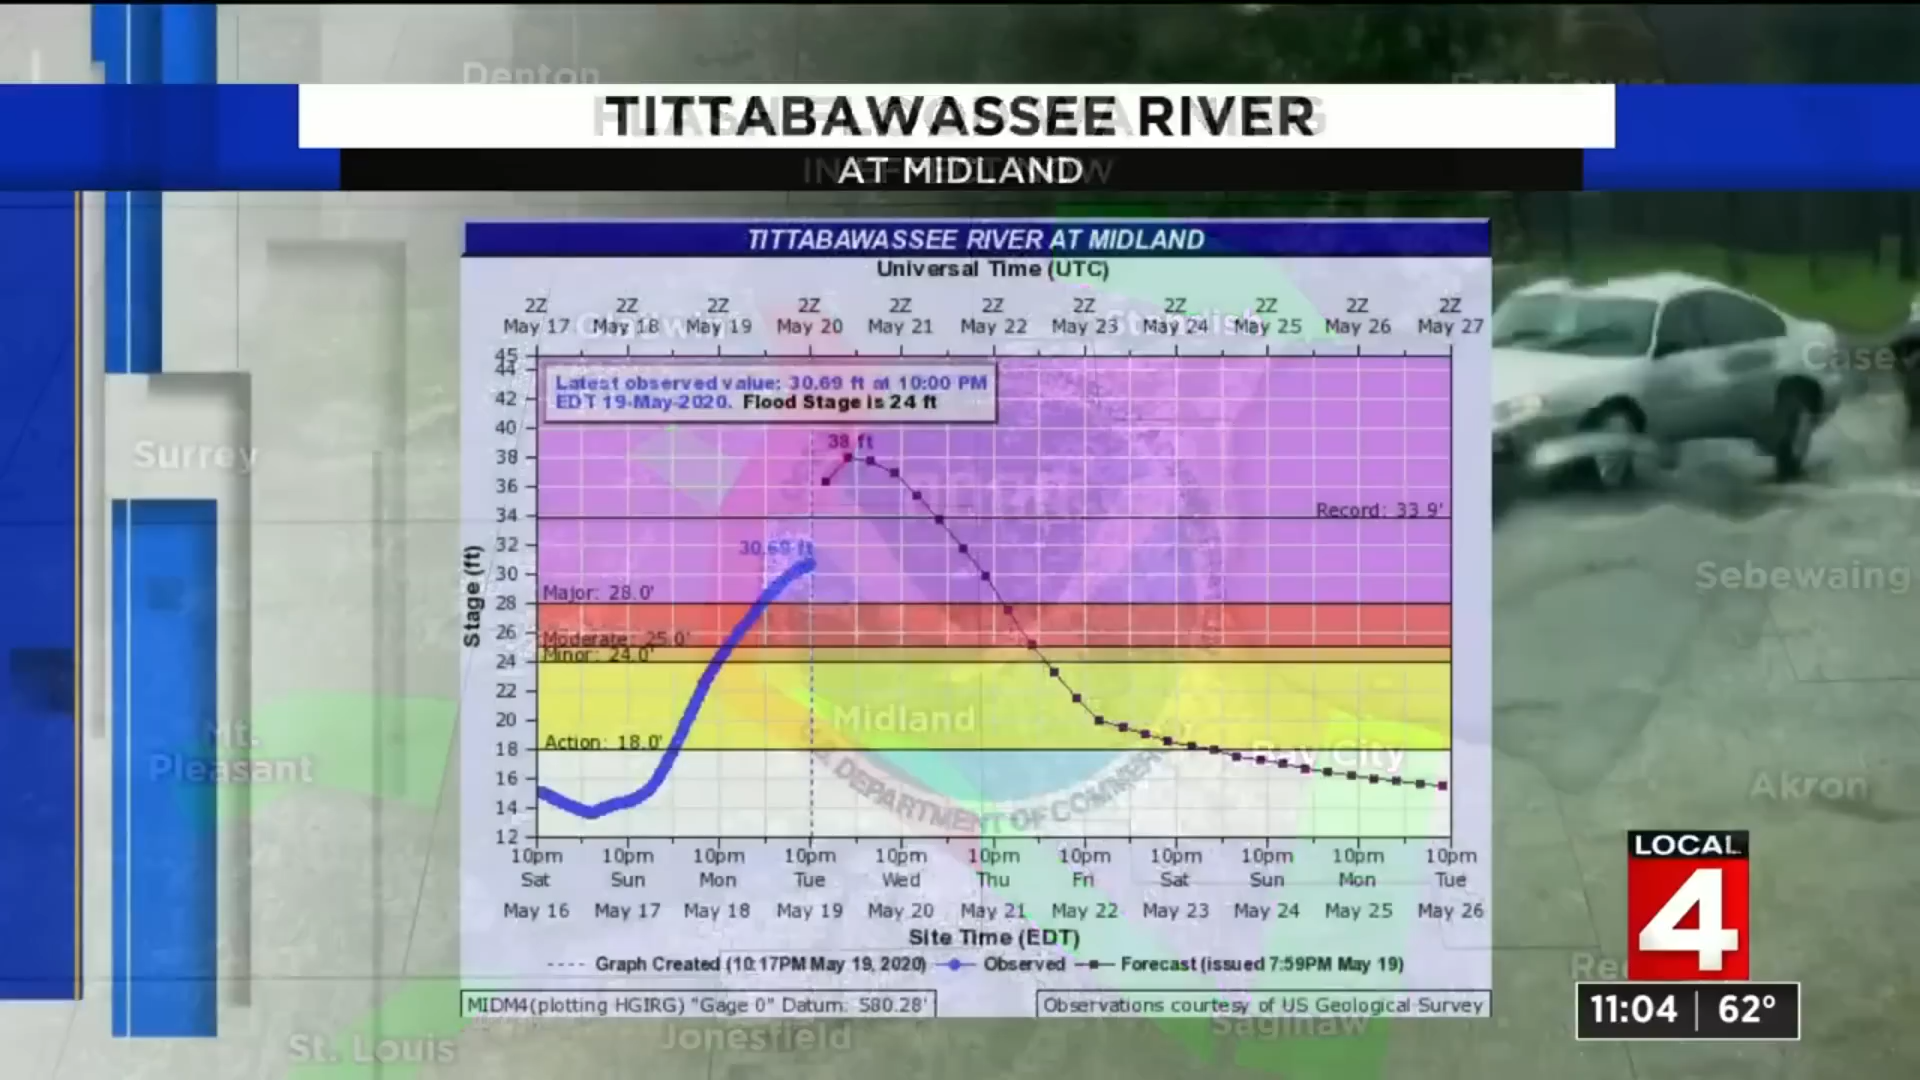 Denton
TITTABAWASSEE RIVER
AT MIDLAND
TITTABAWASSEE RIVER AT MIDLAND
Universal Time (UTC)
2Z 2Z 2Z 2Z 2Z 2Z 2Z 2Z 2Z 2Z 2Z
May 17 May 18 May 19 May 20 May 21 May 22 May 23 May 24 May 25 May 26 May 27
Standish
45
44
Latest observed value: 30.69 ft at 10:00 PM
EDT 19-May-2020. Flood Stage is 24 ft
42
40
38 ft
38
36
Record: 33.9'
34
32
30.69 ft
30
Major: 28.0'
28
Stage (ft)
26
Moderate: 25.0'
Minor: 24.0'
24
22
20
Action: 18.0'
18
16
14
12
Surrey
Sebewaing
Midland
Bay City
Mt.
Pleasant
Akron
DEPARTMENT OF COMMER
10pm 10pm 10pm 10pm 10pm 10pm 10pm 10pm 10pm 10pm 10pm
Sat Sun Mon Tue Wed Thu Fri Sat Sun Mon Tue
May 16 May 17 May 18 May 19 May 20 May 21 May 22 May 23 May 24 May 25 May 26
Site Time (EDT)
Graph Created (10:17PM May 19, 2020) Observed Forecast (issued 7:59PM May 19)
MIDM4(plotting HGIRG) "Gage 0" Datum: 580.28' Observations courtesy of US Geological Survey
St. Louis
Jonesfield
Saginaw
LOCAL
4
11:04 62°